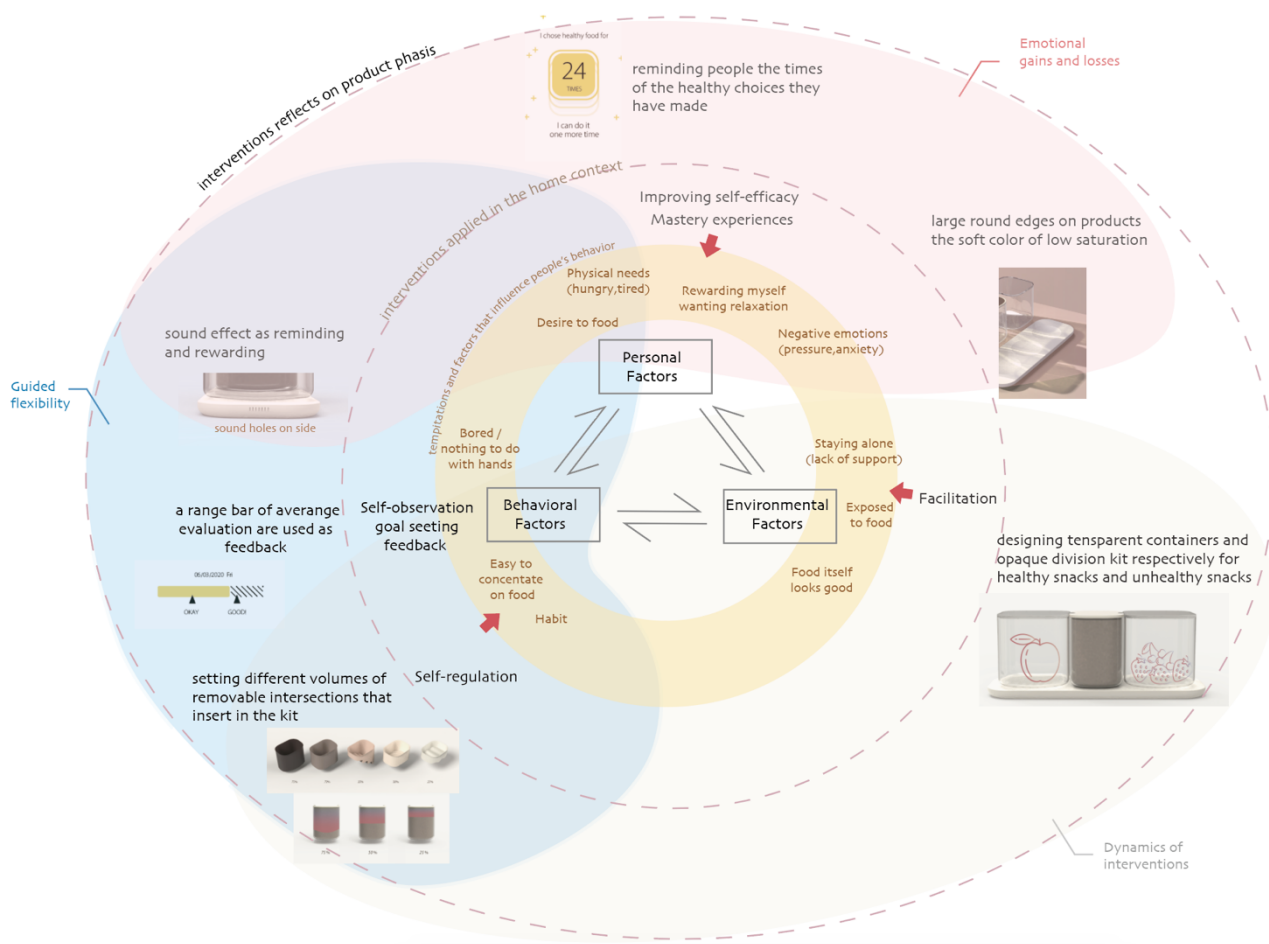 interventions reflects on product phasis
I chose healthy food for
24
TIMES
I can do it
one more time
reminding people the times
of the healthy choices they
have made
Emotional
gains and losses
interventions applied in the home context
Improving self-efficacy
Mastery experiences
large round edges on products
the soft color of low saturation
temptations and factors that influence people's behavior
Physical needs
(hungry,tired)
Rewarding myself
wanting relaxation
Desire to food
Negative emotions
(pressure,anxiety)
sound effect as reminding
and rewarding
sound holes on side
Personal
Factors
Guided
flexibility
Bored /
nothing to do
with hands
Staying alone
(lack of support)
a range bar of averange
evaluation are used as
feedback
Self-observation
goal seeting
feedback
Behavioral
Factors
Environmental
Factors
Exposed
to food
Facilitation
designing tensparent containers and
opaque division kit respectively for
healthy snacks and unhealthy snacks
OKAY
GOOD!
Easy to
concentate
on food
Habit
Food itself
looks good
Self-regulation
setting different volumes of
removable intersections that
insert in the kit
Dynamics of
interventions